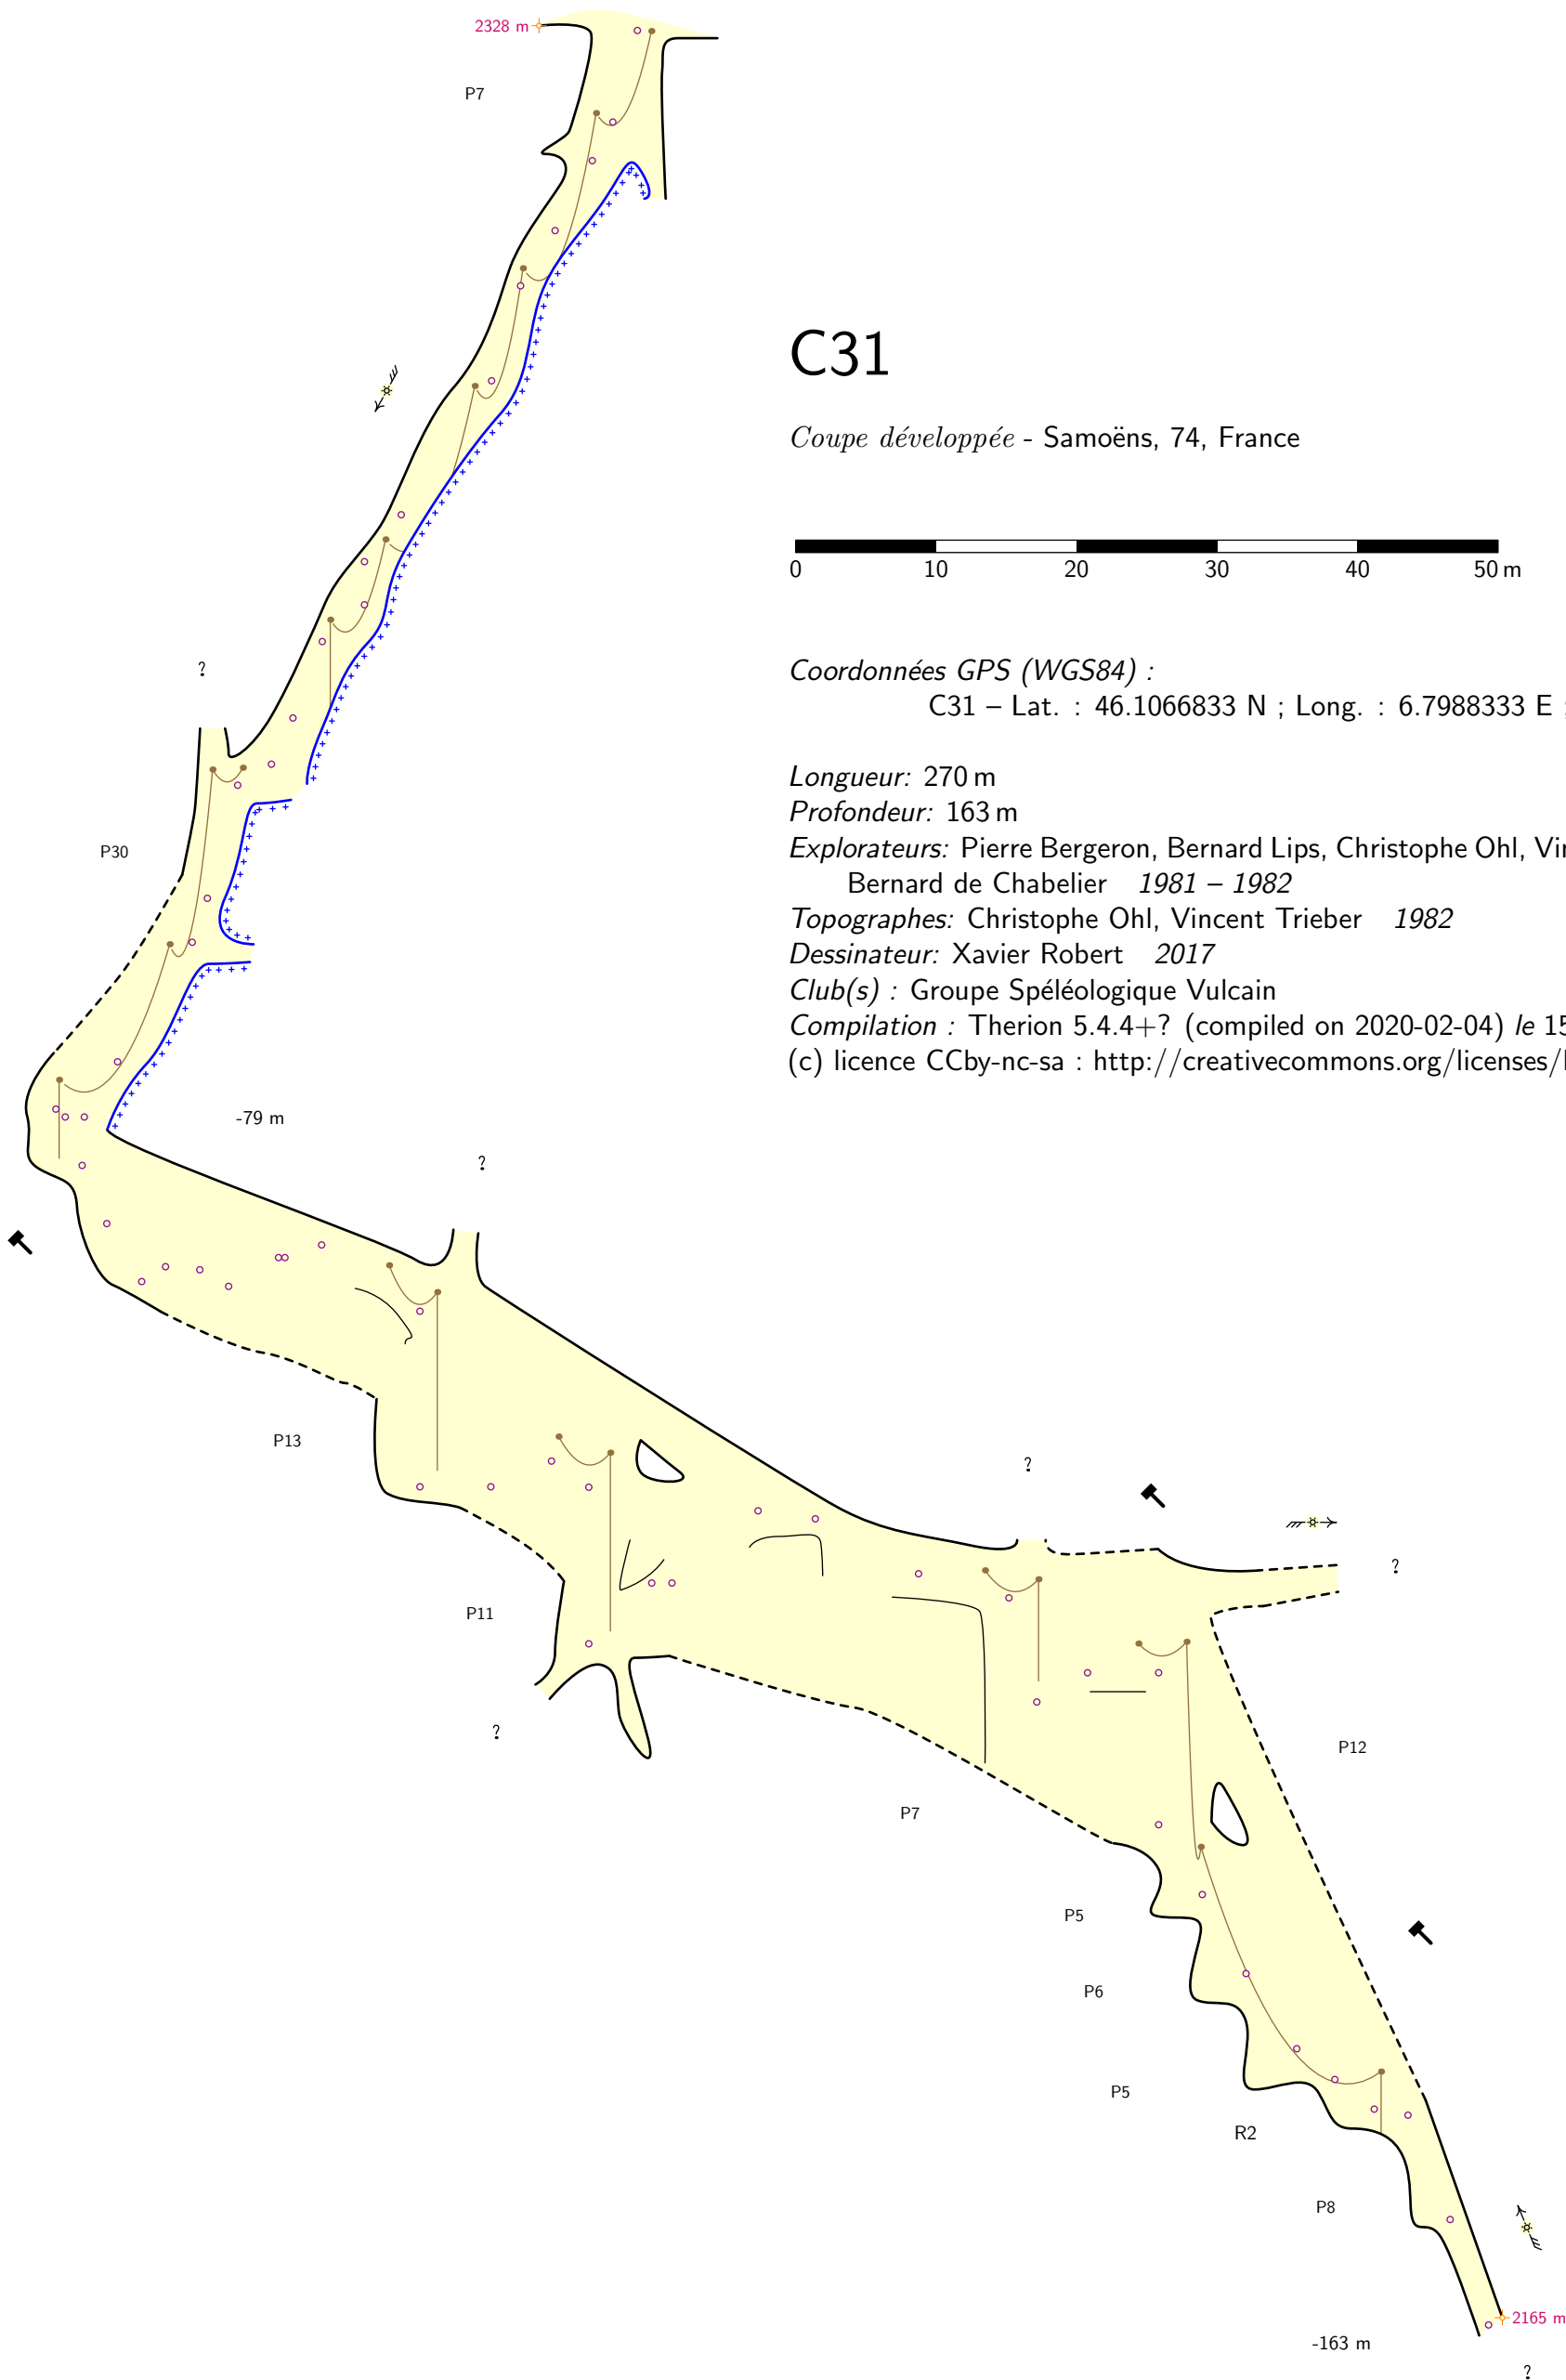 2328 m
P7
C31
Coupe développée - Samoëns, 74, France
0 10 20 30 40 50 m
?
Coordonnées GPS (WGS84) :
C31 – Lat. : 46.1066833 N ; Long. : 6.7988333 E ;
Longueur: 270 m
Profondeur: 163 m
P30
Explorateurs: Pierre Bergeron, Bernard Lips, Christophe Ohl,
Bernard de Chabelier 1981 – 1982
Topographes: Christophe Ohl, Vincent Trieber 1982
Dessinateur: Xavier Robert 2017
Club(s) : Groupe Spéléologique Vulcain
Compilation : Therion 5.4.4+? (compiled on 2020-02-04) le 15
(c) licence CCby-nc-sa : http://creativecommons.org/licenses/
-79 m
?
P13
?
?
P11
?
P12
P7
P5
P6
P5
R2
P8
2165 m
-163 m
?